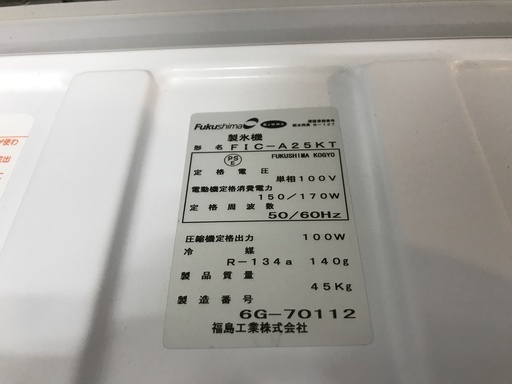 Fukushima
製氷機
形名 FIC-A25KT
PSE FUKUSHIMA KOGYO
定格電圧 単相100V
電動機定格消費電力
150/170W
定格周波数
50/60Hz
圧縮機定格出力 100W
冷媒
R-134a 140g
製品質量
45Kg
製造番号
6G-70112
福島工業株式会社